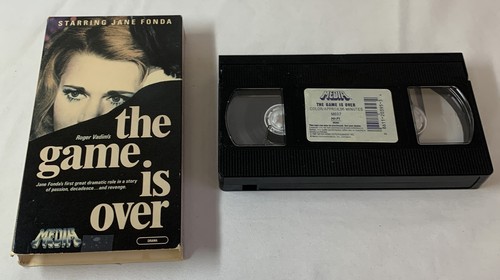 STARRING JANE FONDA
Roger Vadim's
the
game
is
over
Jane Fonda's first great dramatic role is a story
of passion, decadence...and revenge.
MEDIA
MEDIA
THE GAME IS OVER